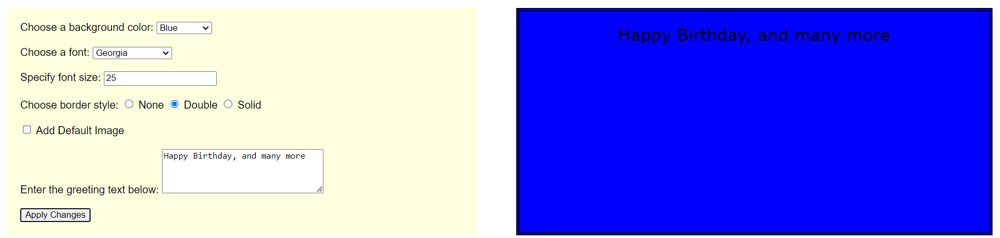 Choose a background color: Blue
Choose a font: Georgia
Specify font size: 25
Choose border style: None Double Solid
Add Default Image
Happy Birthday, and many more
Enter the greeting text below:
Apply Changes
Happy Birthday, and many more